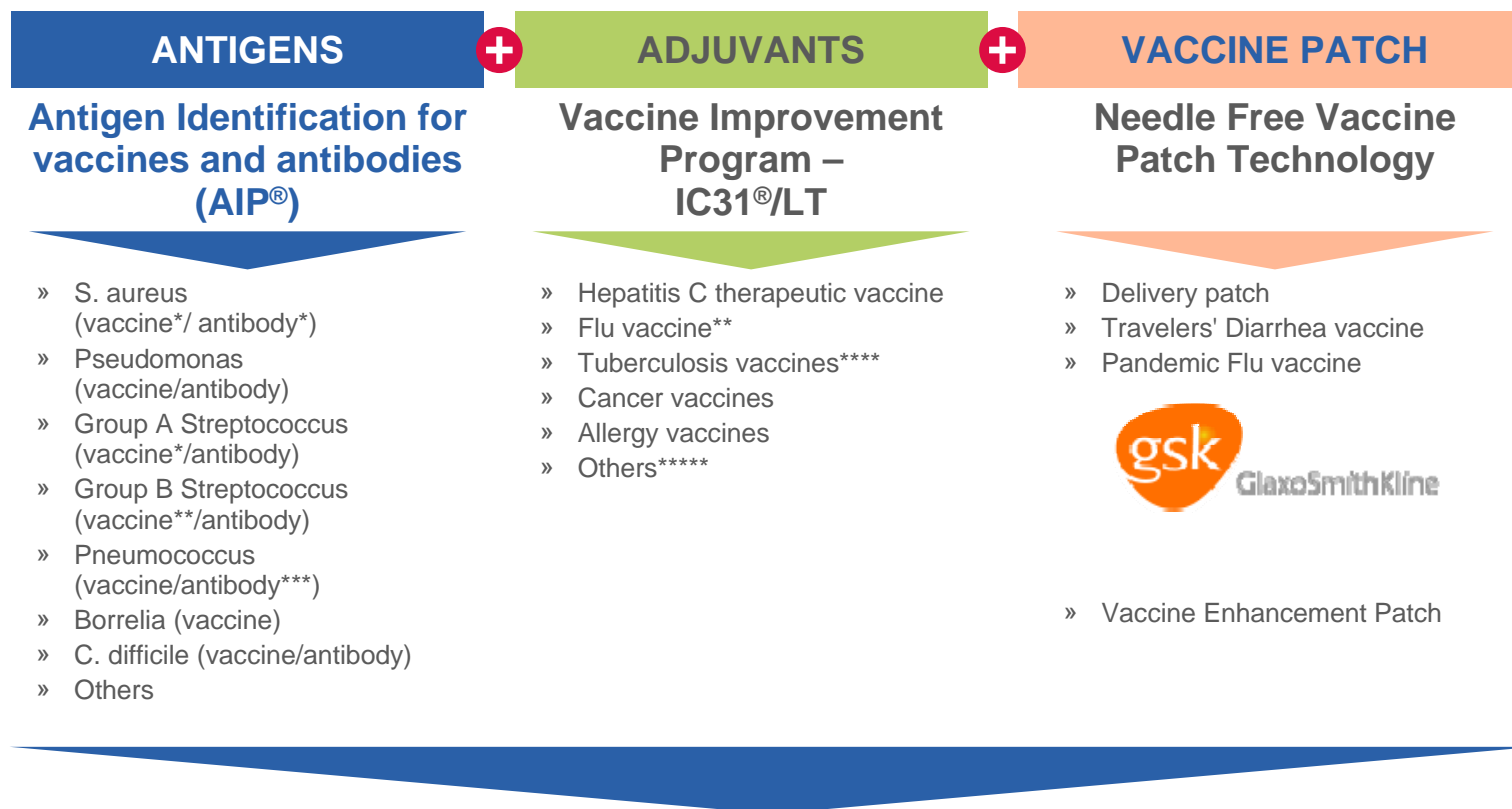 ANTIGENS
Antigen Identification for
vaccines and antibodies
(AIP®)
» S. aureus
(vaccine*/ antibody*)
» Pseudomonas
(vaccine/antibody)
» Group A Streptococcus
(vaccine*/antibody)
» Group B Streptococcus
(vaccine**/antibody)
» Pneumococcus
(vaccine/antibody***)
» Borrelia (vaccine)
» C. difficile (vaccine/antibody)
» Others
ADJUVANTS
Vaccine Improvement
Program –
IC31®/LT
» Hepatitis C therapeutic vaccine
» Flu vaccine**
» Tuberculosis vaccines****
» Cancer vaccines
» Allergy vaccines
» Others*****
VACCINE PATCH
Needle Free Vaccine
Patch Technology
» Delivery patch
» Travelers' Diarrhea vaccine
» Pandemic Flu vaccine
gsk
GlaxoSmithKline
» Vaccine Enhancement Patch